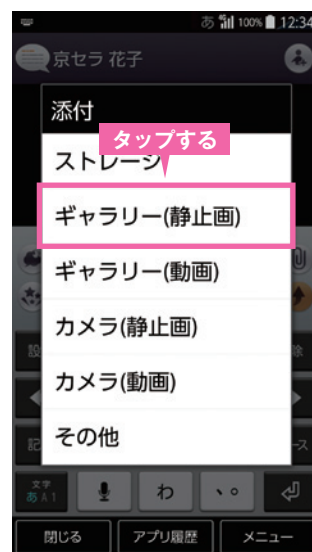 あ 100% 12:34
京セラ 花子
添付
タップする
ストレージ
ギャラリー(静止画)
ギャラリー(動画)
カメラ(静止画)
カメラ(動画)
その他
文字
あA1 わ 、。
閉じる アプリ履歴 メニュー